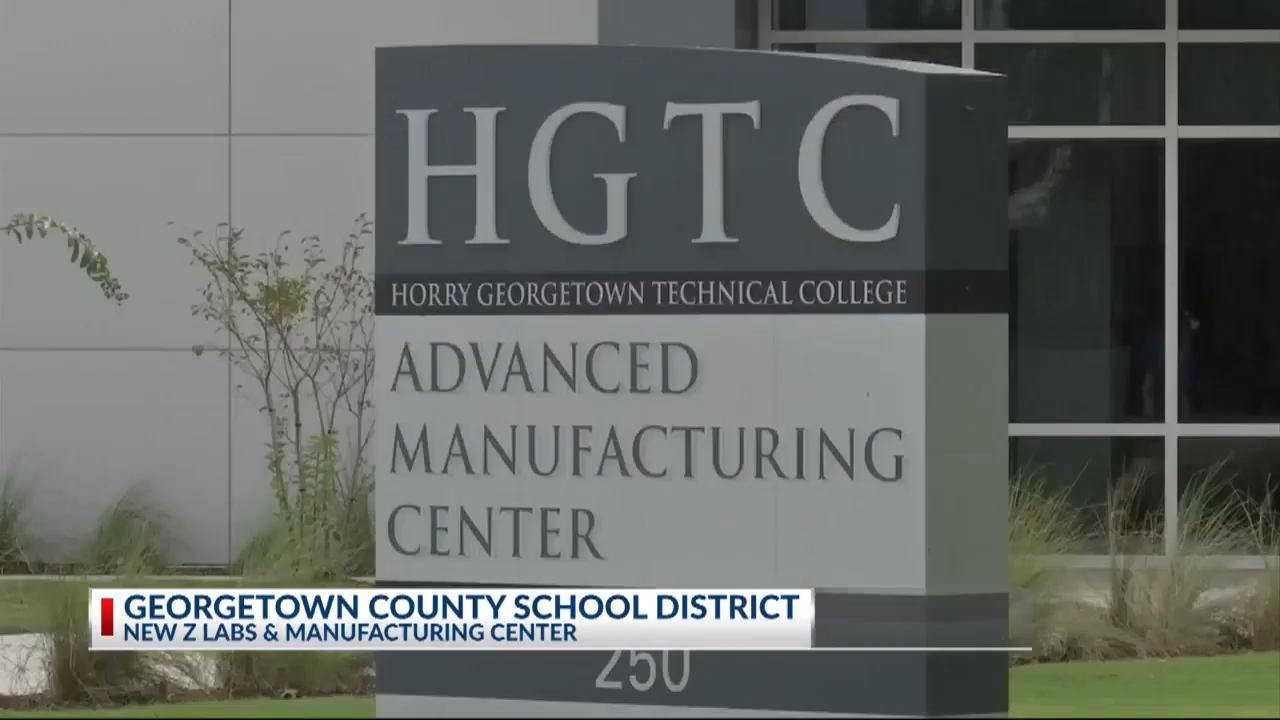 HGTC
HORRY GEORGETOWN TECHNICAL COLLEGE
ADVANCED
MANUFACTURING
CENTER
GEORGETOWN COUNTY SCHOOL DISTRICT
NEW Z LABS & MANUFACTURING CENTER
250